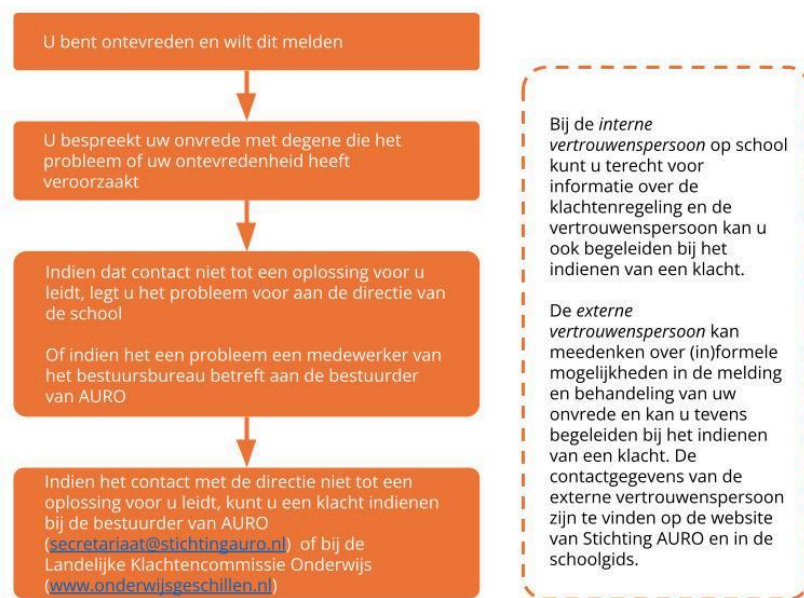 U bent ontevreden en wilt dit melden
U bespreekt uw onvrede met degene die het
probleem of uw ontevredenheid heeft
veroorzaakt
Indien dat contact niet tot een oplossing voor u
leidt, legt u het probleem voor aan de directie van
de school
Of indien het een probleem een medewerker van
het bestuursbureau betreft aan de bestuurder
van AURO
Indien het contact met de directie niet tot een
oplossing voor u leidt, kunt u een klacht indienen
bij de bestuurder van AURO
(secretariaat@stichtingauro.nl) of bij de
Landelijke Klachtencommissie Onderwijs
(www.onderwijsgeschillen.nl)
Bij de interne
vertrouwenspersoon op school
kunt u terecht voor
informatie over de
klachtenregeling en de
vertrouwenspersoon kan u
ook begeleiden bij het
indienen van een klacht.
De externe
vertrouwenspersoon kan
meedenken over (in)formele
mogelijkheden in de melding
en behandeling van uw
onvrede en kan u tevens
begeleiden bij het indienen
van een klacht. De
contactgegevens van de
externe vertrouwenspersoon
zijn te vinden op de website
van Stichting AURO en in de
schoolgids.